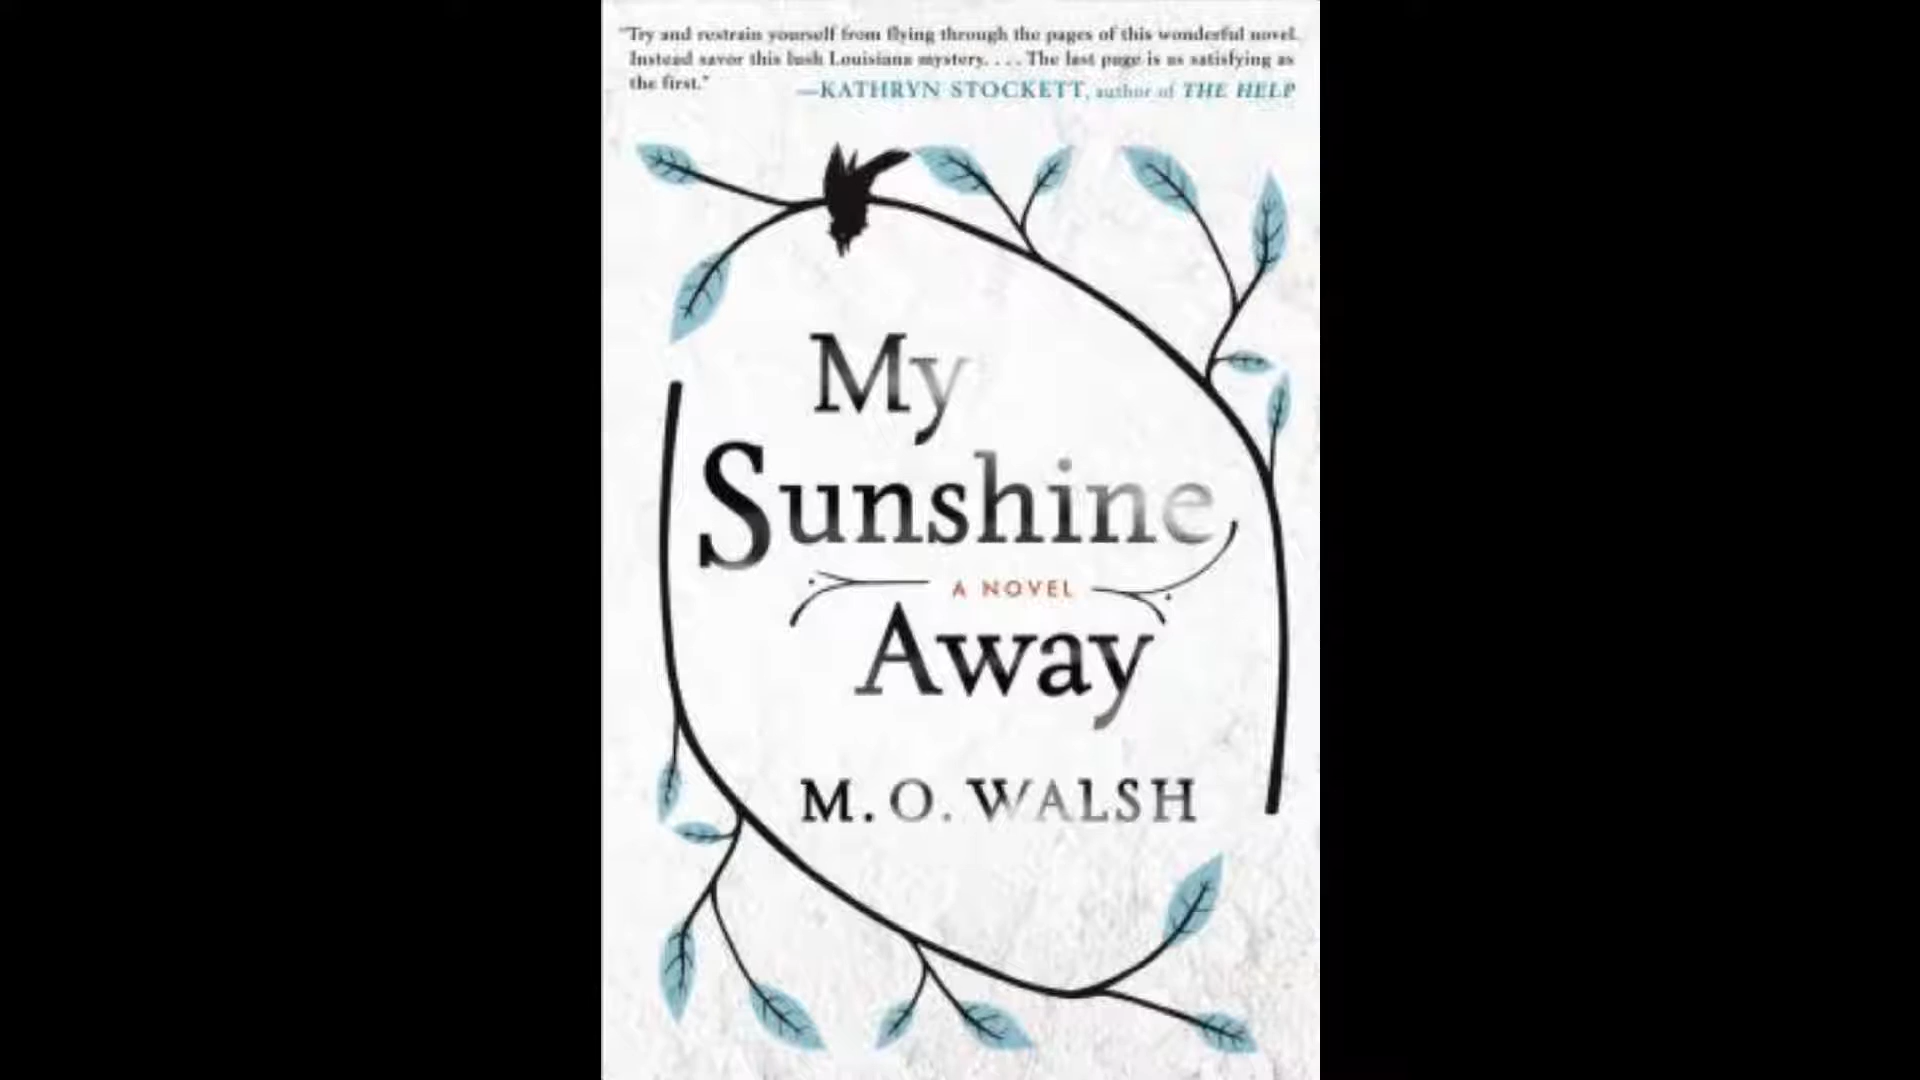 "Try and restrain yourself from flying through the pages of this wonderful novel.
Instead savor this lush Louisiana mystery. . . . The last page is as satisfying as
the first."
—KATHRYN STOCKETT, author of THE HELP
My
Sunshine
A NOVEL
Away
M. O. WALSH